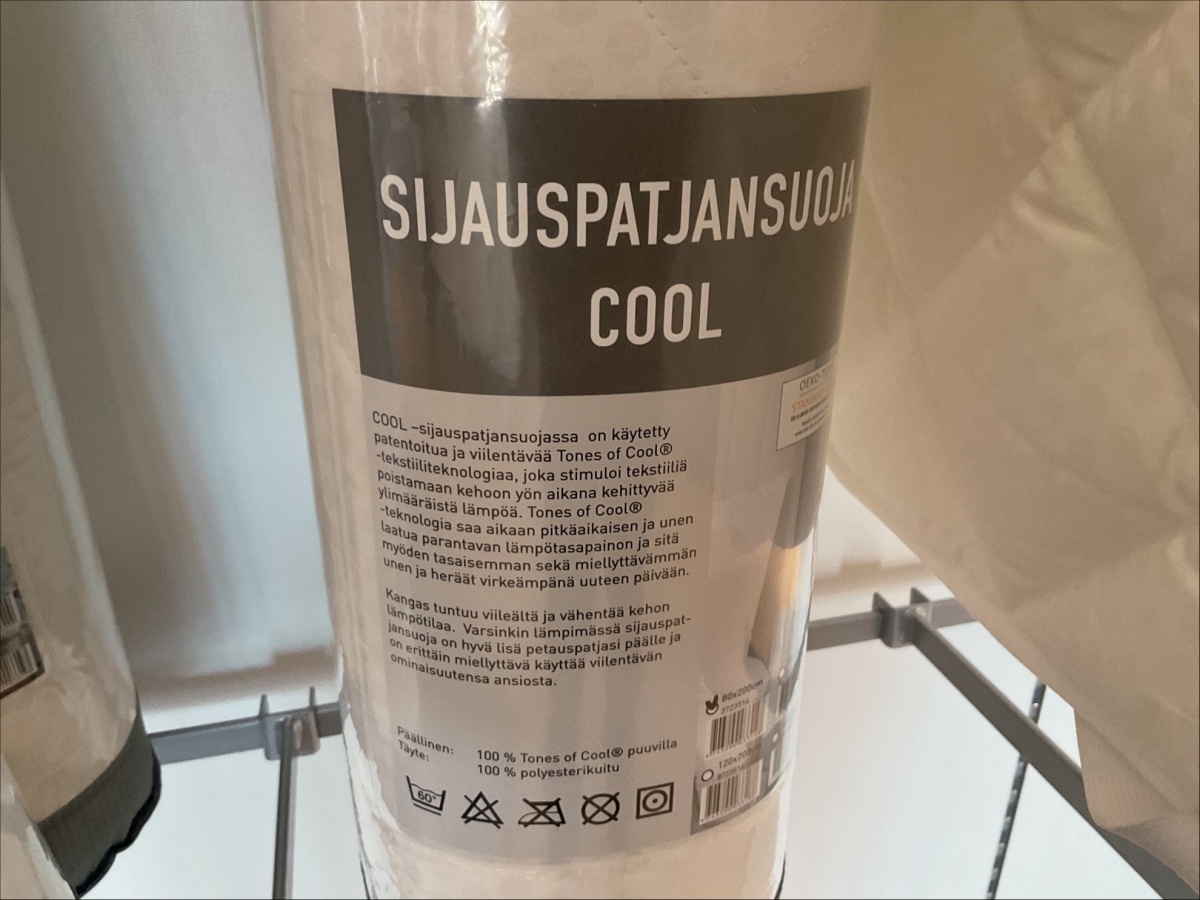 SIJAUSPATJANSUOJA
COOL
COOL –sijauspatjansuojassa on käytetty
patentoitua ja viilentävää Tones of Cool®
-tekstiiliteknologiaa, joka stimuloi tekstiiliä
poistamaan kehoon yön aikana kehittyvää
ylimääräistä lämpöä. Tones of Cool®
-teknologia saa aikaan pitkäaikaisen ja unen
laatua parantavan lämpötasapainon ja sitä
myöden tasaisemman sekä miellyttävämmän
unen ja heräät virkeämpänä uuteen päivään.
Kangas tuntuu viileältä ja vähentää kehon
lämpötilaa. Varsinkin lämpimässä sijauspat-
jansuoja on hyvä lisä petauspatjasi päälle ja
on erittäin miellyttävä käyttää viilentävän
ominaisuutensa ansiosta.
Päällinen: 100 % Tones of Cool® puuvilla
Täyte: 100 % polyesterikuitu
60°
80x200cm
120x200cm